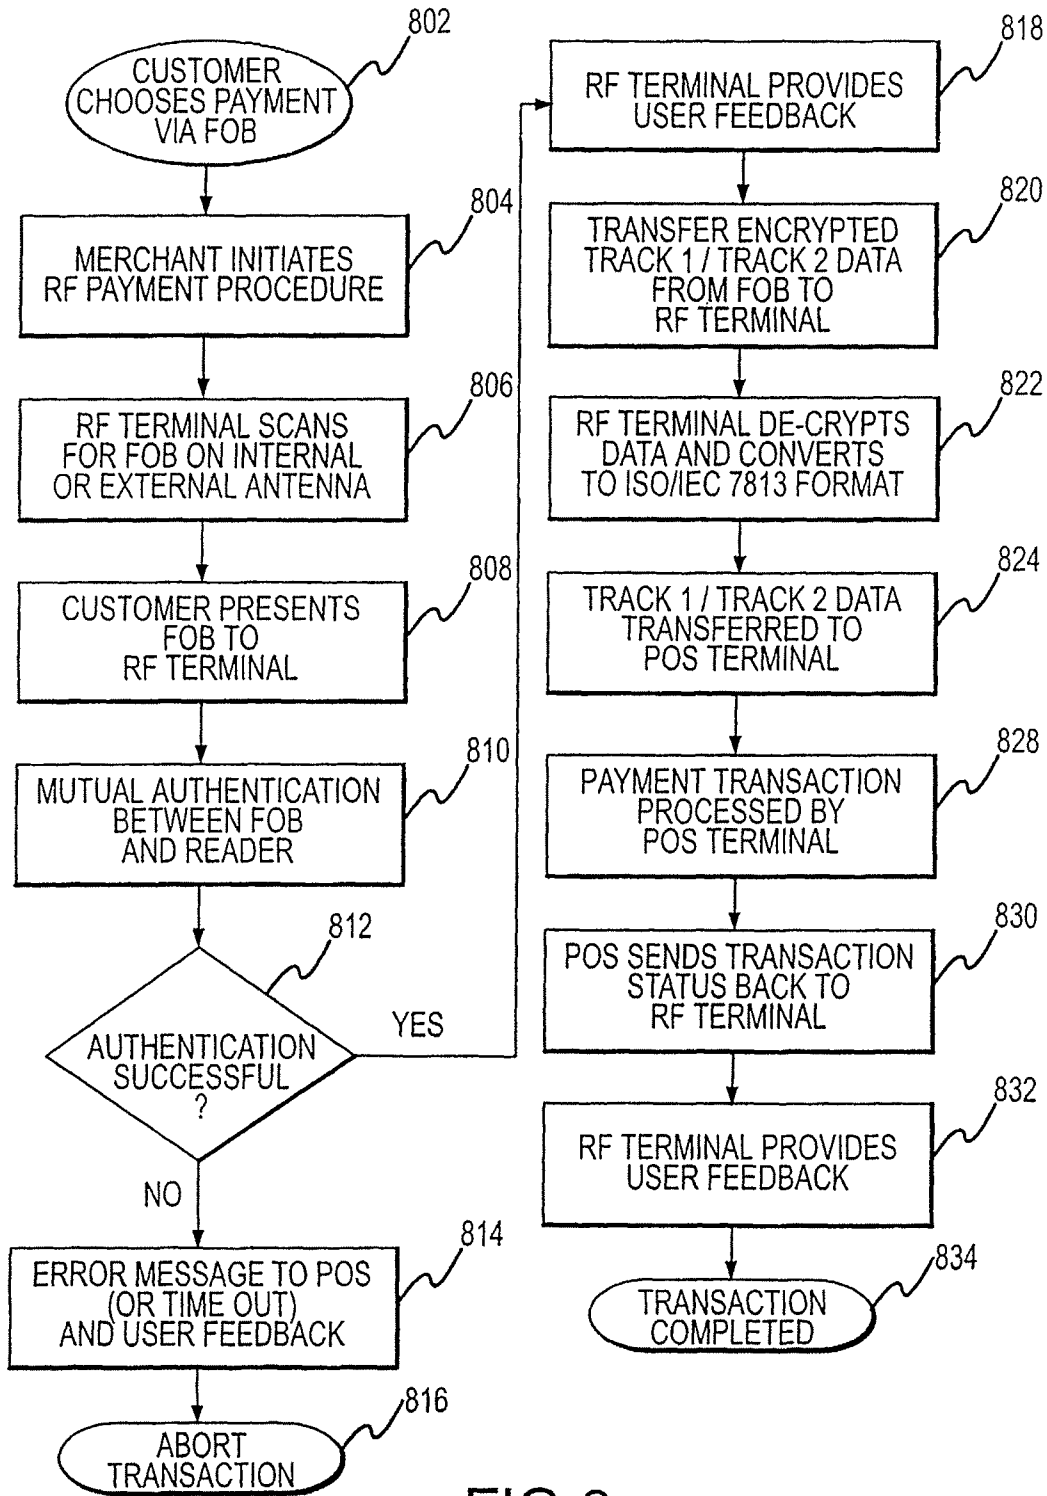 802
CUSTOMER
CHOOSES PAYMENT
VIA FOB
804
MERCHANT INITIATES
RF PAYMENT PROCEDURE
806
RF TERMINAL SCANS
FOR FOB ON INTERNAL
OR EXTERNAL ANTENNA
808
CUSTOMER PRESENTS
FOB TO
RF TERMINAL
810
MUTUAL AUTHENTICATION
BETWEEN FOB
AND READER
812
AUTHENTICATION
SUCCESSFUL
?
YES
NO
814
ERROR MESSAGE TO POS
(OR TIME OUT)
AND USER FEEDBACK
816
ABORT
TRANSACTION
818
RF TERMINAL PROVIDES
USER FEEDBACK
820
TRANSFER ENCRYPTED
TRACK 1 / TRACK 2 DATA
FROM FOB TO
RF TERMINAL
822
RF TERMINAL DE-CRYPTS
DATA AND CONVERTS
TO ISO/IEC 7813 FORMAT
824
TRACK 1 / TRACK 2 DATA
TRANSFERRED TO
POS TERMINAL
828
PAYMENT TRANSACTION
PROCESSED BY
POS TERMINAL
830
POS SENDS TRANSACTION
STATUS BACK TO
RF TERMINAL
832
RF TERMINAL PROVIDES
USER FEEDBACK
834
TRANSACTION
COMPLETED